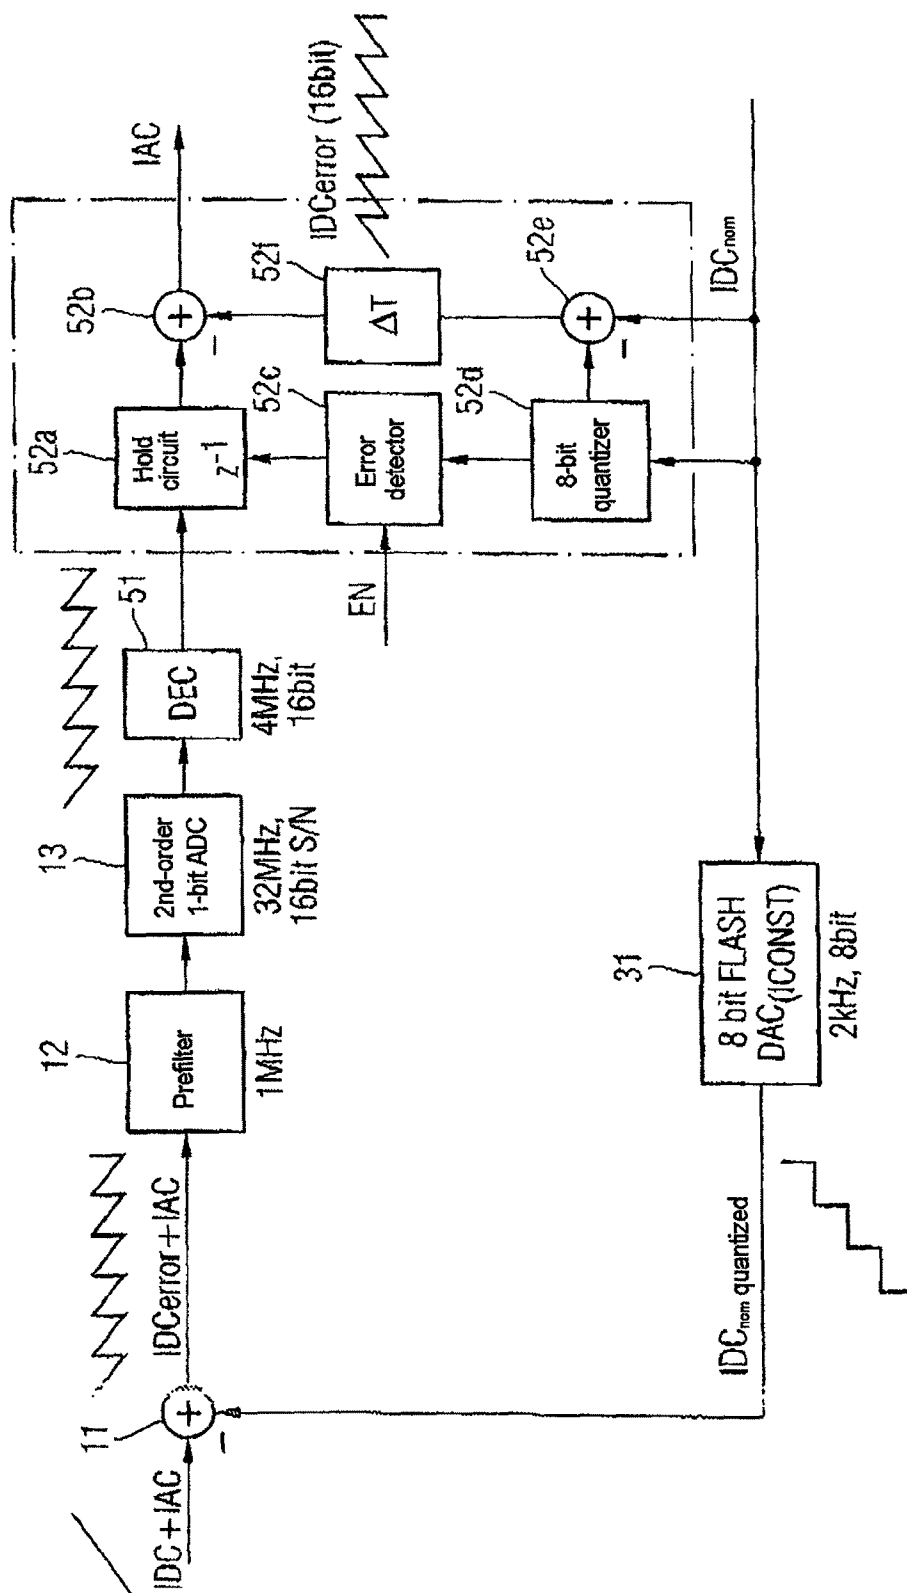 IDC+IAC
11
+
−
IDCerror+IAC
12
Prefilter
1MHz
13
2nd-order
1-bit ADC
32MHz,
16bit S/N
51
DEC
4MHz,
16bit
52a
Hold
circuit
z⁻¹
52b
+
−
IAC
EN
52c
Error
detector
52f
ΔT
IDCerror (16bit)
52d
8-bit
quantizer
52e
+
−
IDCnom
31
8 bit FLASH
DAC(ICONST)
2kHz, 8bit
IDCnom quantized